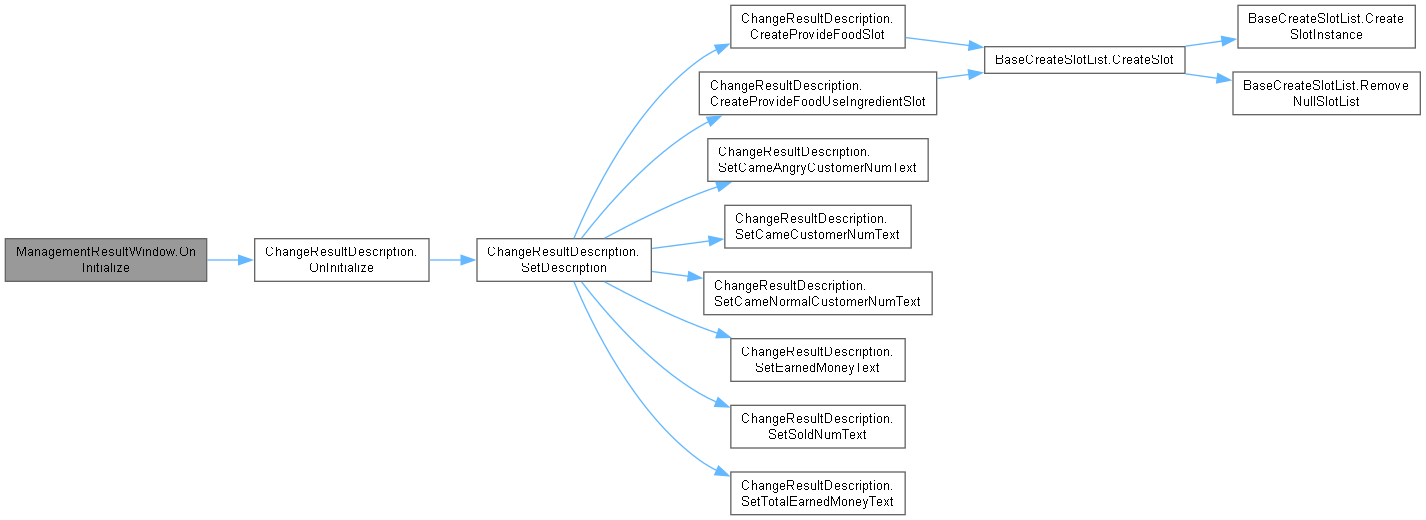 ManagementResultWindow.On
Initialize
ChangeResultDescription.
OnInitialize
ChangeResultDescription.
SetDescription
ChangeResultDescription.
CreateProvideFoodSlot
ChangeResultDescription.
CreateProvideFoodUseIngredientSlot
ChangeResultDescription.
SetCameAngryCustomerNumText
ChangeResultDescription.
SetCameCustomerNumText
ChangeResultDescription.
SetCameNormalCustomerNumText
ChangeResultDescription.
SetEarnedMoneyText
ChangeResultDescription.
SetSoldNumText
ChangeResultDescription.
SetTotalEarnedMoneyText
BaseCreateSlotList.CreateSlot
BaseCreateSlotList.Create
SlotInstance
BaseCreateSlotList.Remove
NullSlotList